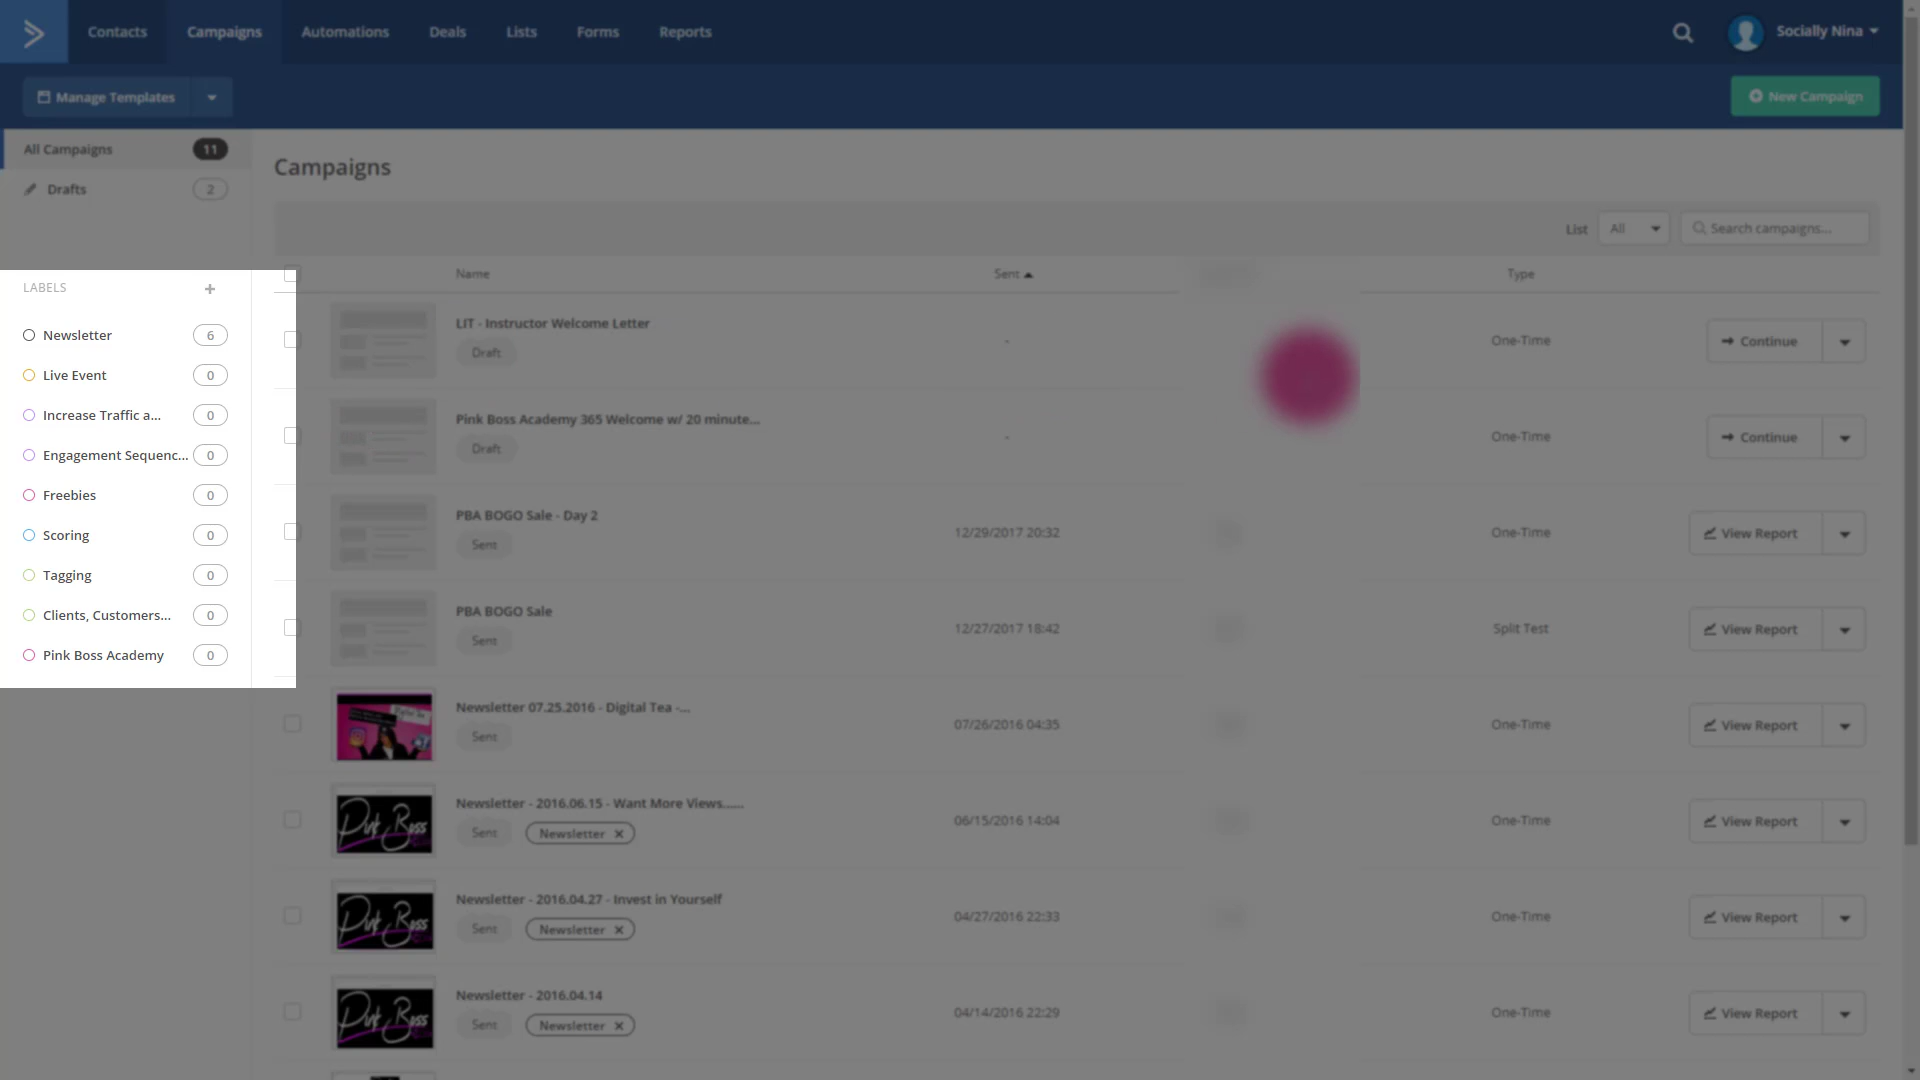 Contacts
Campaigns
Automations
Deals
Lists
Forms
Reports
Socially Nina
Manage Templates
New Campaign
All Campaigns 11
Drafts 2
Campaigns
List All Search campaigns...
LABELS +
Newsletter 6
Live Event 0
Increase Traffic a... 0
Engagement Sequenc... 0
Freebies 0
Scoring 0
Tagging 0
Clients, Customers... 0
Pink Boss Academy 0
Name Sent Type
LIT - Instructor Welcome Letter
Draft - One-Time Continue
Pink Boss Academy 365 Welcome w/ 20 minute...
Draft - One-Time Continue
PBA BOGO Sale - Day 2
Sent 12/29/2017 20:32 One-Time View Report
PBA BOGO Sale
Sent 12/27/2017 18:42 Split Test View Report
Newsletter 07.25.2016 - Digital Tea -...
Sent 07/26/2016 04:35 One-Time View Report
Newsletter - 2016.06.15 - Want More Views......
Sent Newsletter × 06/15/2016 14:04 One-Time View Report
Newsletter - 2016.04.27 - Invest in Yourself
Sent Newsletter × 04/27/2016 22:33 One-Time View Report
Newsletter - 2016.04.14
Sent Newsletter × 04/14/2016 22:29 One-Time View Report
Pink Boss
Pink Boss
Pink Boss